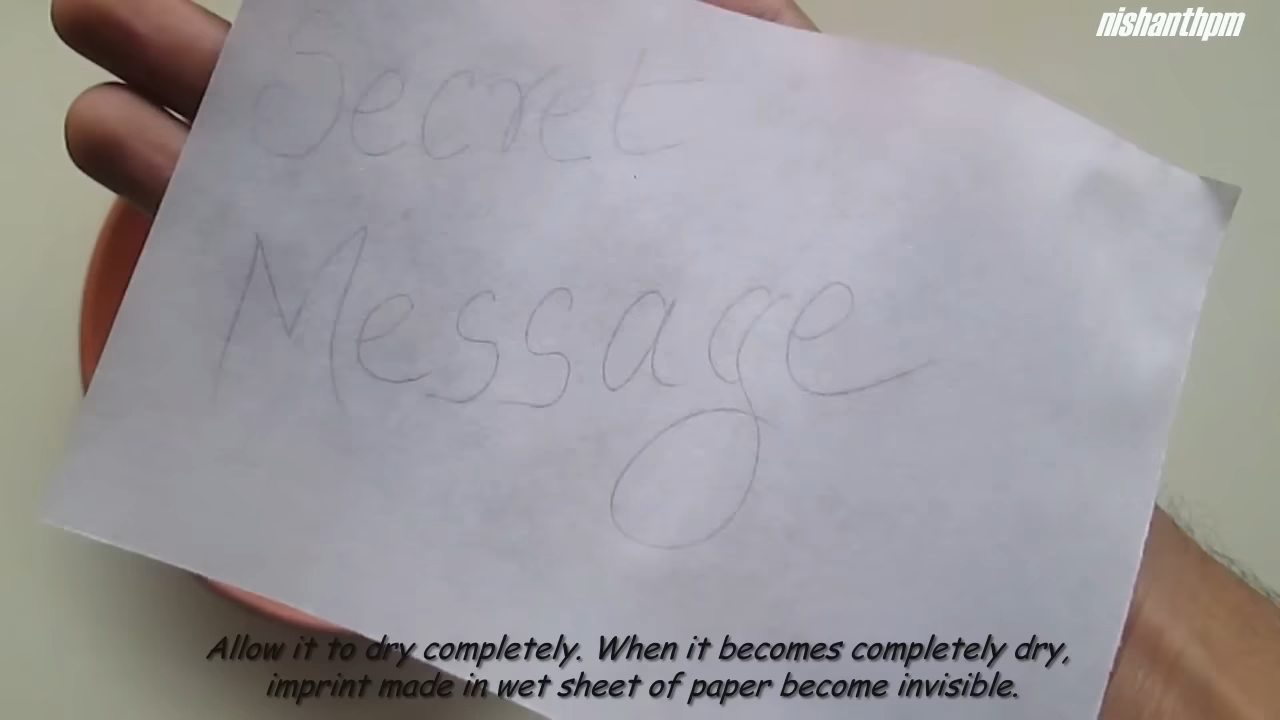 nishanthpm
Secret
Message
Allow it to dry completely. When it becomes completely dry,
imprint made in wet sheet of paper become invisible.